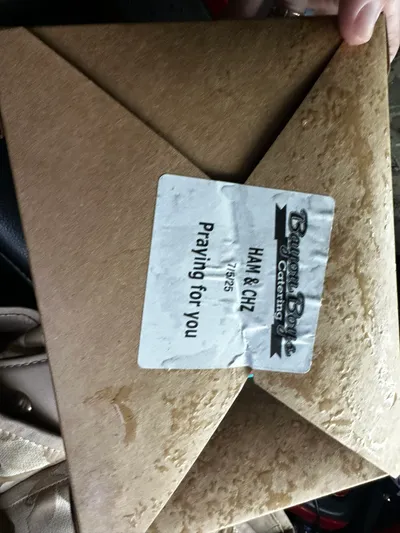 Bayou Boys
Catering
HAM & CHZ
7/5/25
Praying for you